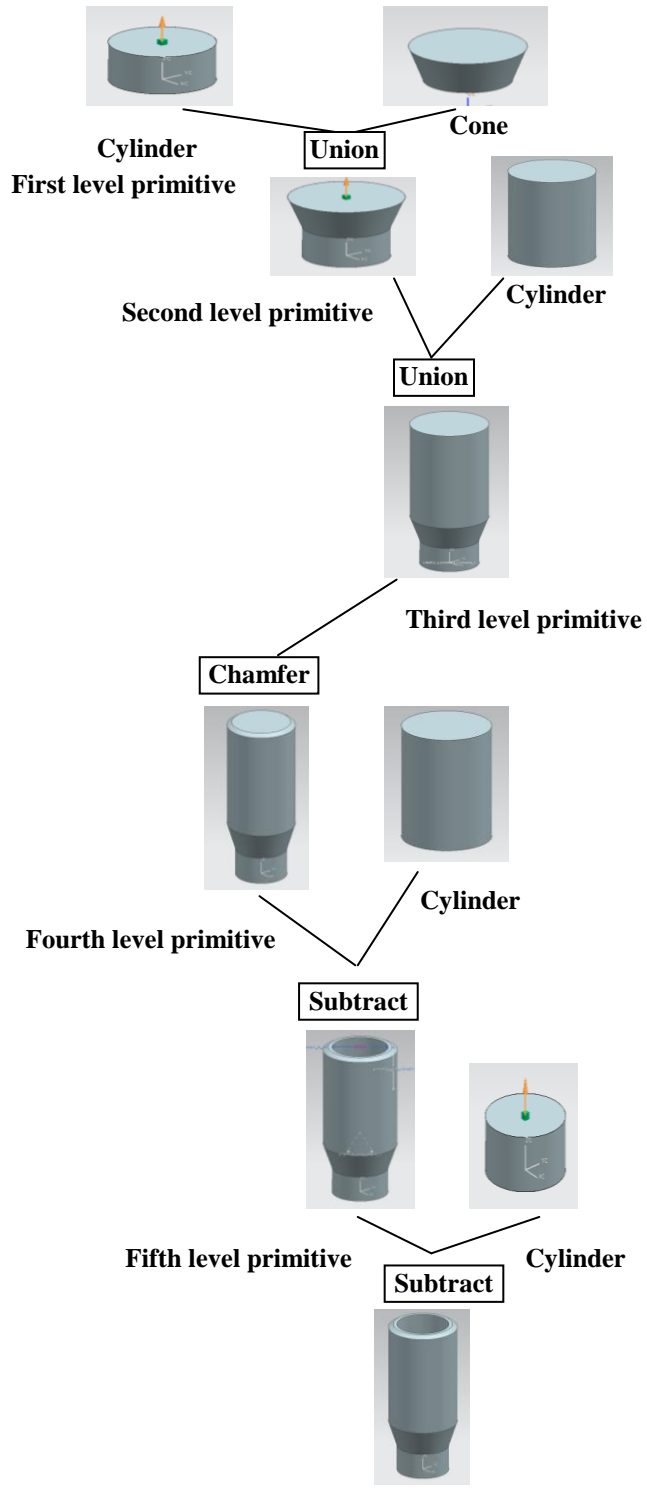 Cone
Cylinder
Union
First level primitive
Cylinder
Second level primitive
Union
Third level primitive
Chamfer
Cylinder
Fourth level primitive
Subtract
Fifth level primitive
Cylinder
Subtract